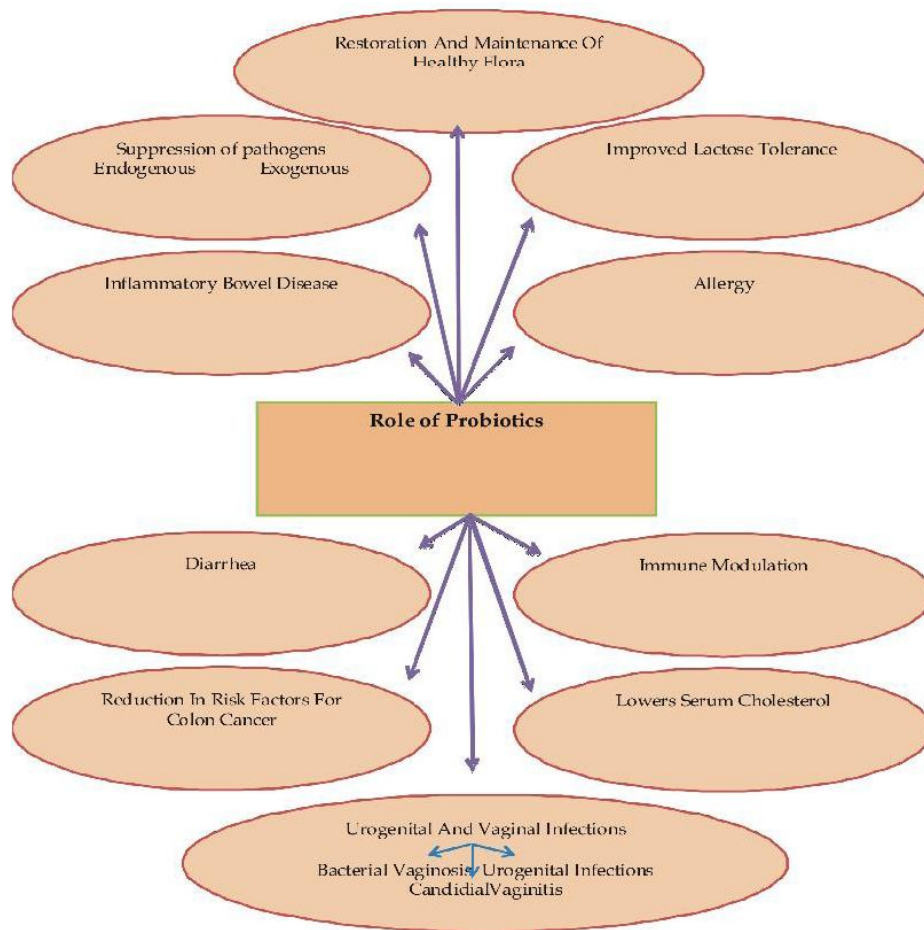 Restoration And Maintenance Of
Healthy Flora
Suppression of pathogens
Endogenous Exogenous
Improved Lactose Tolerance
Inflammatory Bowel Disease
Allergy
Role of Probiotics
Diarrhea
Immune Modulation
Reduction In Risk Factors For
Colon Cancer
Lowers Serum Cholesterol
Urogenital And Vaginal Infections
Bacterial Vaginosis Urogenital Infections
CandidialVaginitis